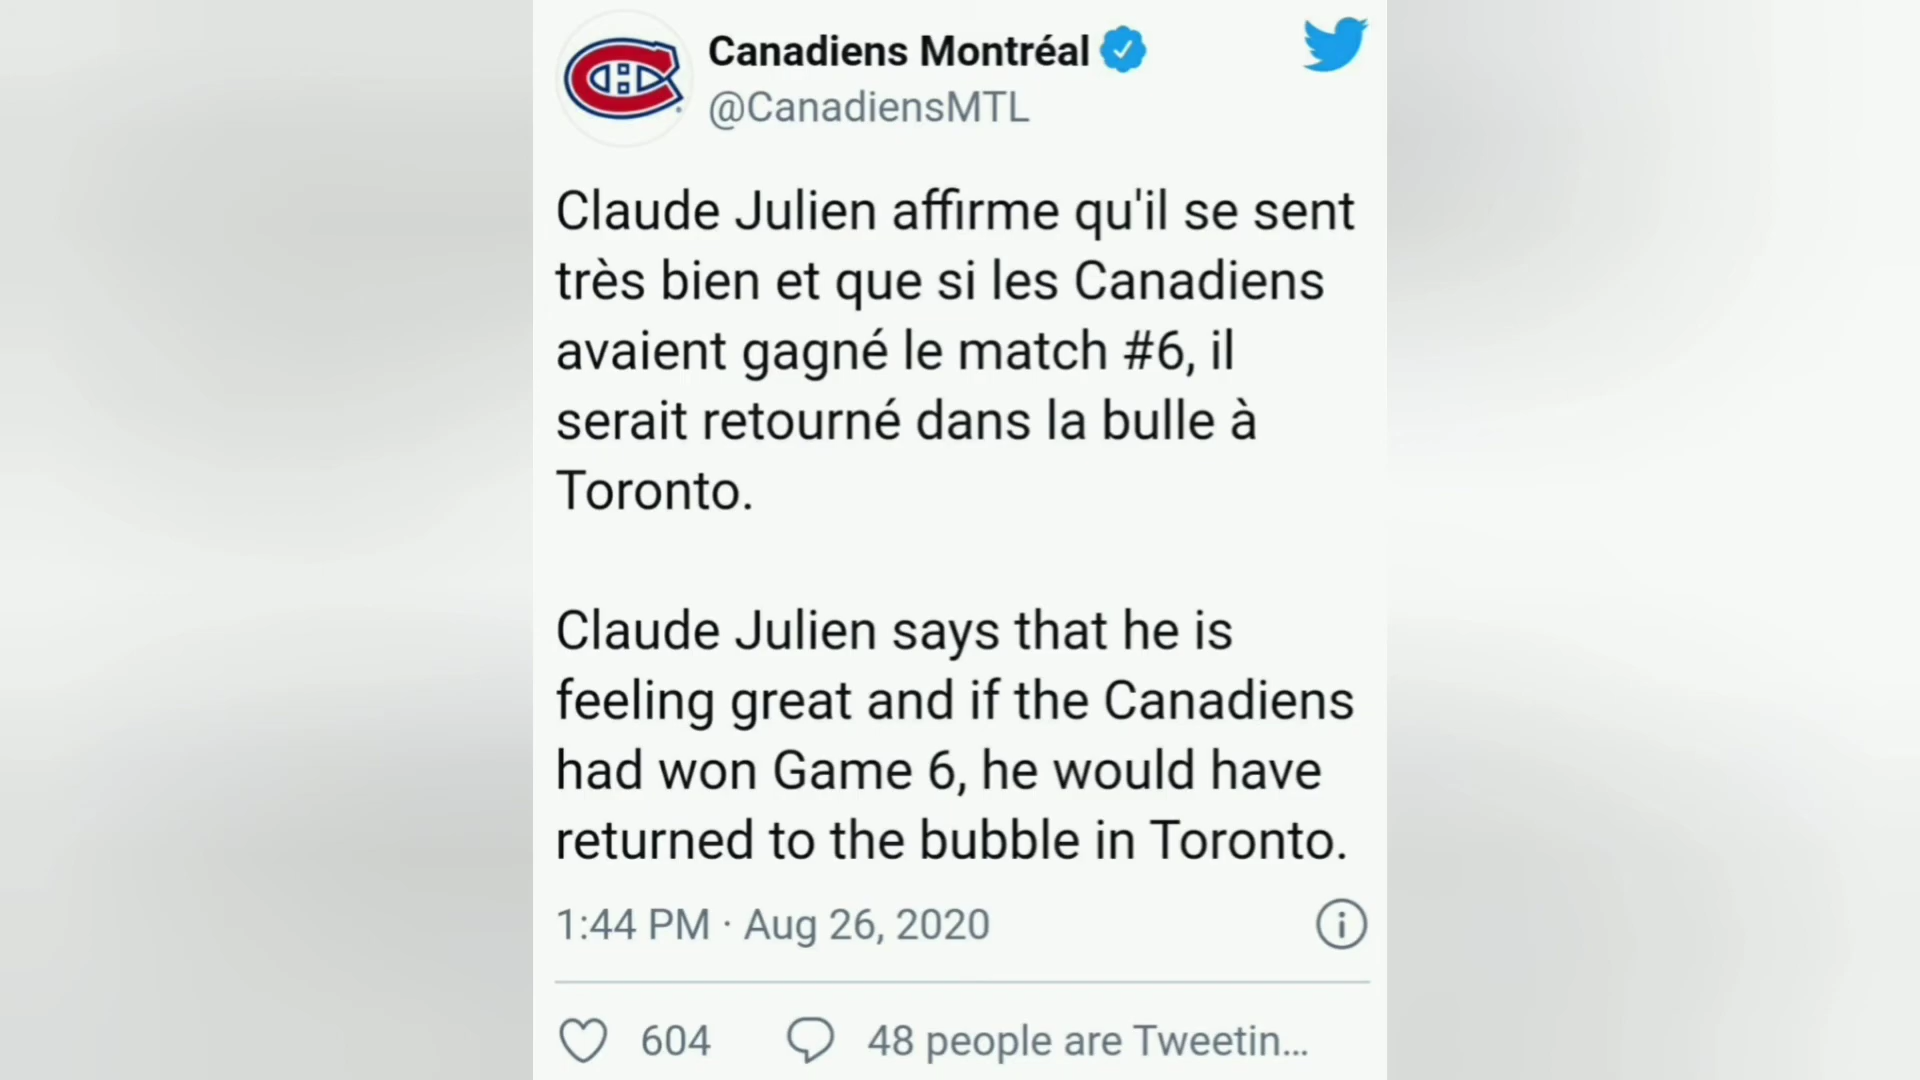 Canadiens Montréal
@CanadiensMTL
Claude Julien affirme qu'il se sent
très bien et que si les Canadiens
avaient gagné le match #6, il
serait retourné dans la bulle à
Toronto.
Claude Julien says that he is
feeling great and if the Canadiens
had won Game 6, he would have
returned to the bubble in Toronto.
1:44 PM · Aug 26, 2020
604 48 people are Tweetin...